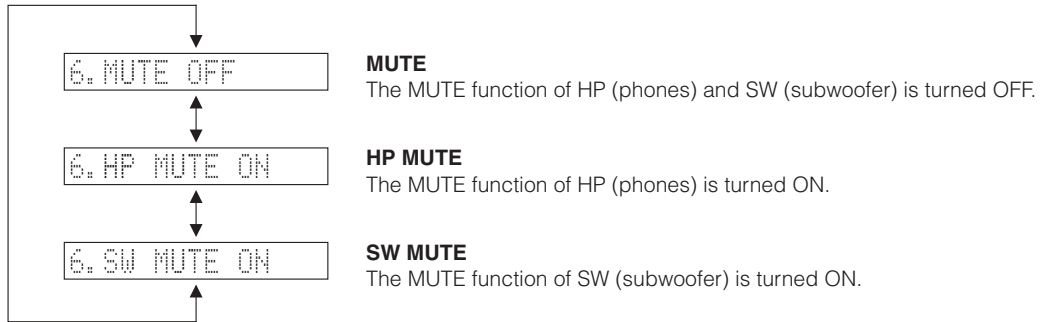 6. MUTE OFF
MUTE
The MUTE function of HP (phones) and SW (subwoofer) is turned OFF.
6. HP MUTE ON
HP MUTE
The MUTE function of HP (phones) is turned ON.
6. SW MUTE ON
SW MUTE
The MUTE function of SW (subwoofer) is turned ON.